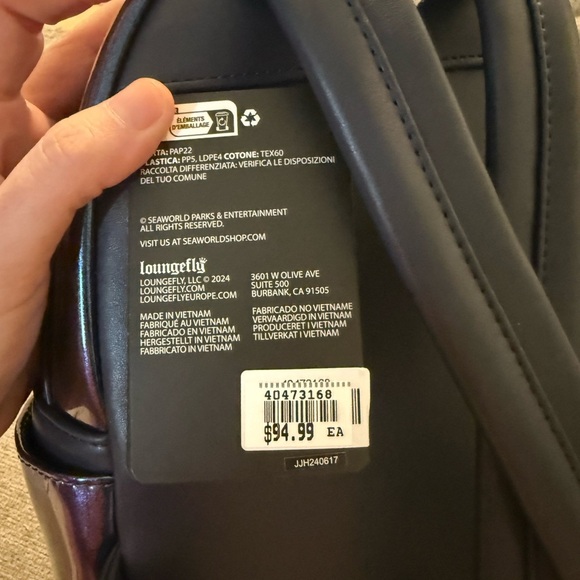 ÉLÉMENTS
D'EMBALLAGE
PAP22
PLASTICA: PP5, LDPE4 COTONE: TEX60
RACCOLTA DIFFERENZIATA: VERIFICA LE DISPOSIZIONI
DEL TUO COMUNE
© SEAWORLD PARKS & ENTERTAINMENT
ALL RIGHTS RESERVED.
VISIT US AT SEAWORLDSHOP.COM
loungefly
LOUNGEFLY, LLC © 2024
LOUNGEFLY.COM
LOUNGEFLYEUROPE.COM
3601 W OLIVE AVE
SUITE 500
BURBANK, CA 91505
MADE IN VIETNAM
FABRIQUÉ AU VIETNAM
FABRICADO EN VIETNAM
HERGESTELLT IN VIETNAM
FABBRICATO IN VIETNAM
FABRICADO NO VIETNAME
VERVAARDIGD IN VIETNAM
PRODUCERET I VIETNAM
TILLVERKAT I VIETNAM
40473168
$94.99 EA
JJH240617